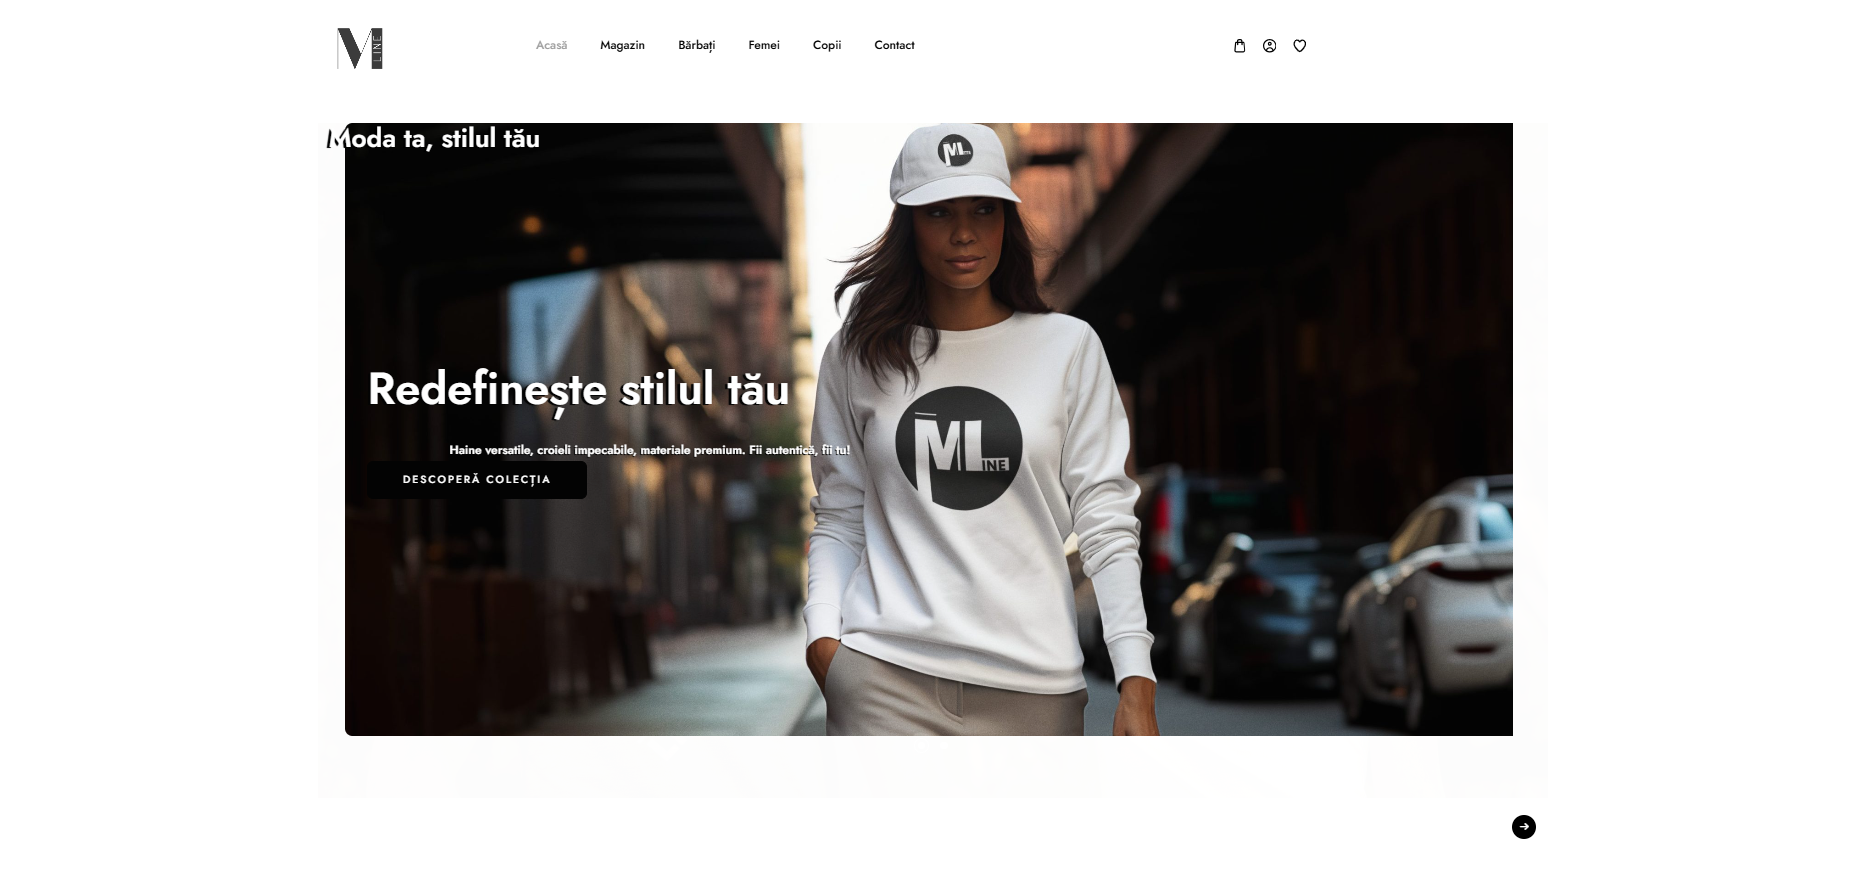 M LINE
Acasă Magazin Bărbați Femei Copii Contact
Moda ta, stilul tău
ML
Redefinește stilul tău
Haine versatile, croieli impecabile, materiale premium. Fii autentică, fii tu!
DESCOPERĂ COLECȚIA
ML INE